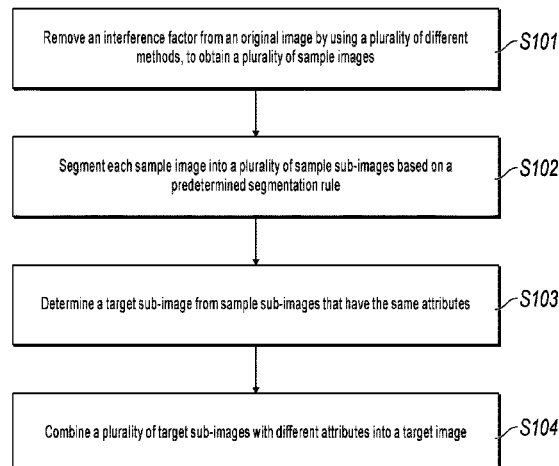 Remove an interference factor from an original image by using a plurality of different
methods, to obtain a plurality of sample images
S101
Segment each sample image into a plurality of sample sub-images based on a
predetermined segmentation rule
S102
Determine a target sub-image from sample sub-images that have the same attributes
S103
Combine a plurality of target sub-images with different attributes into a target image
S104